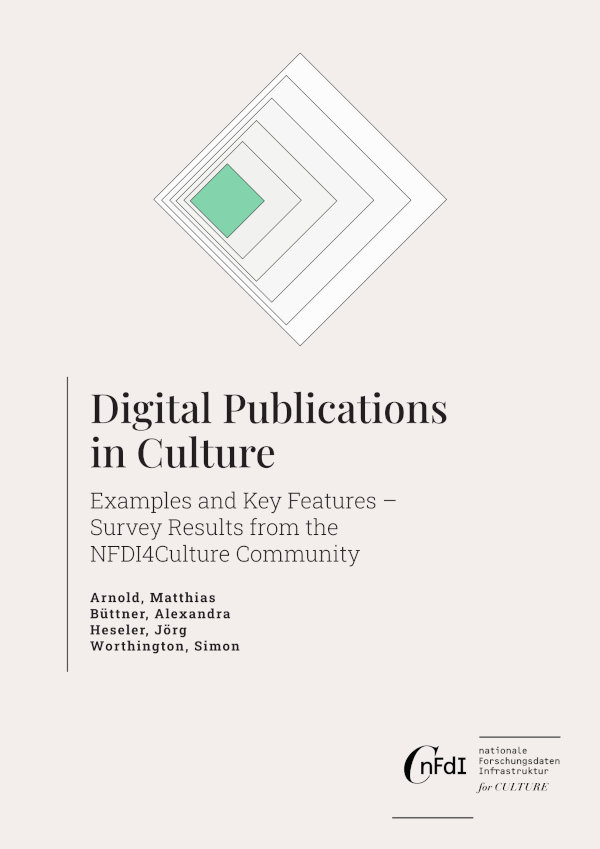 Digital Publications
in Culture
Examples and Key Features –
Survey Results from the
NFDI4Culture Community
Arnold, Matthias
Büttner, Alexandra
Heseler, Jörg
Worthington, Simon
CnFdI
nationale
Forschungsdaten
Infrastruktur
for CULTURE